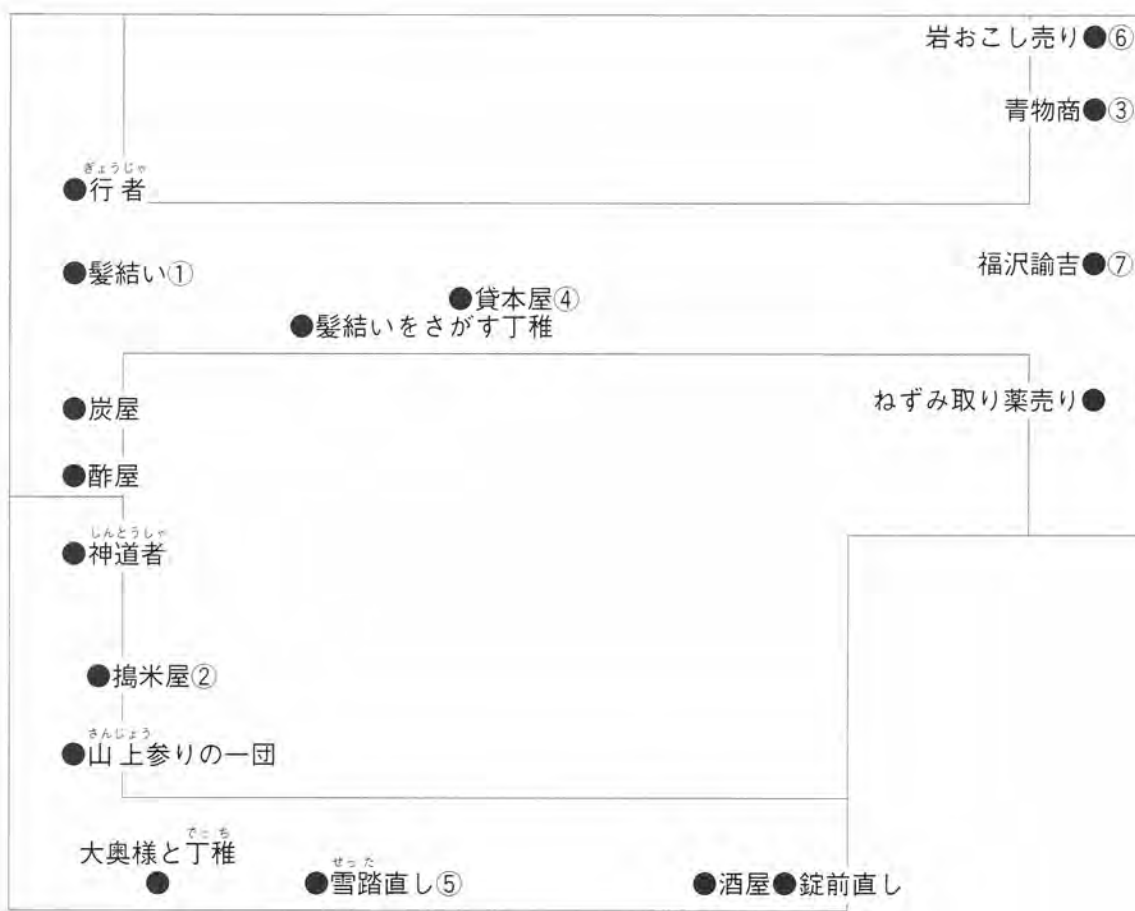 岩おこし売り●⑥
青物商●③
ぎょうじゃ
●行者
●髪結い①
福沢諭吉●⑦
●貸本屋④
●髪結いをさがす丁稚
●炭屋
ねずみ取り薬売り●
●酢屋
しんとうしゃ
●神道者
●搗米屋②
さんじょう
●山上参りの一団
でっち
大奥様と丁稚
●
せった
●雪踏直し⑤
●酒屋●錠前直し